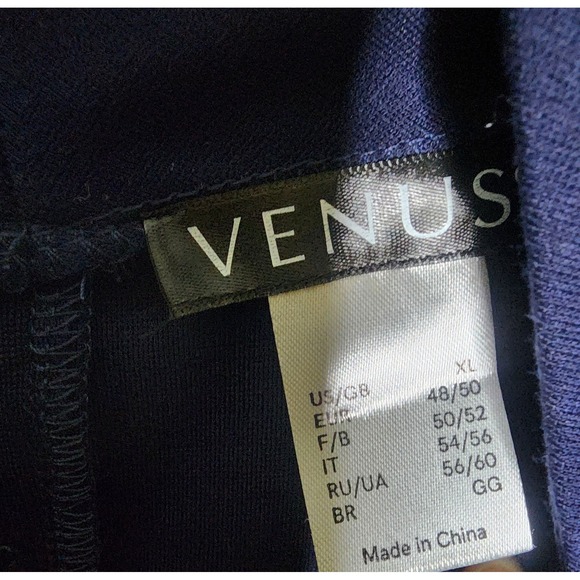 VENUS
US/GB XL
EUR 48/50
F/B 50/52
IT 54/56
RU/UA 56/60
BR GG
Made in China